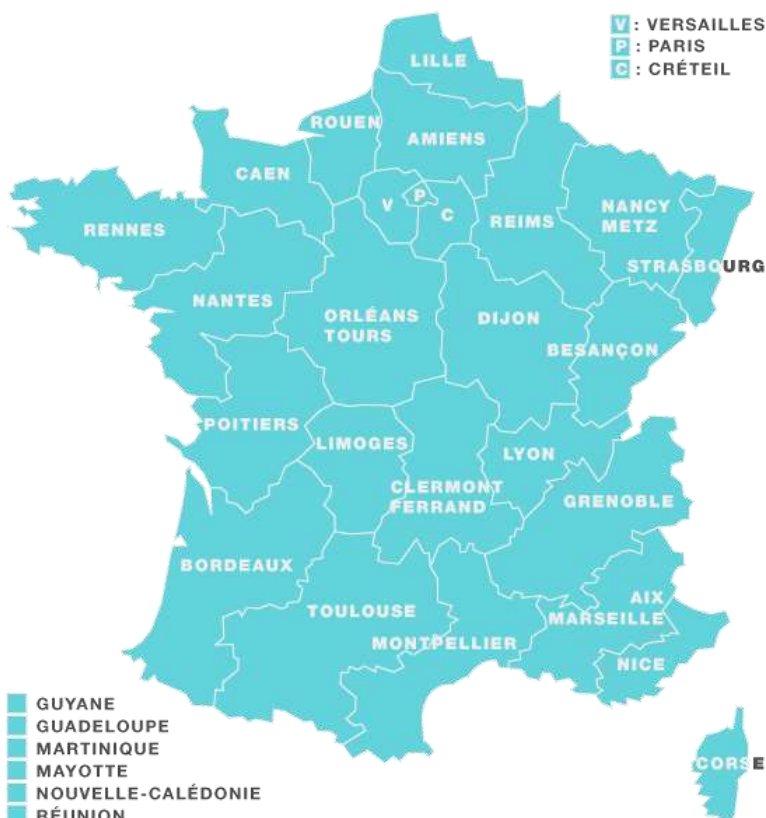 V : VERSAILLES
P : PARIS
C : CRÉTEIL
LILLE
ROUEN
AMIENS
CAEN
V
P
C
REIMS
NANCY
METZ
RENNES
STRASBOURG
NANTES
ORLÉANS
TOURS
DIJON
BESANÇON
POITIERS
LIMOGES
LYON
CLERMONT
FERRAND
GRENOBLE
BORDEAUX
TOULOUSE
AIX
MARSEILLE
MONTPELLIER
NICE
GUYANE
GUADELOUPE
MARTINIQUE
MAYOTTE
NOUVELLE-CALÉDONIE
RÉUNION
CORSE